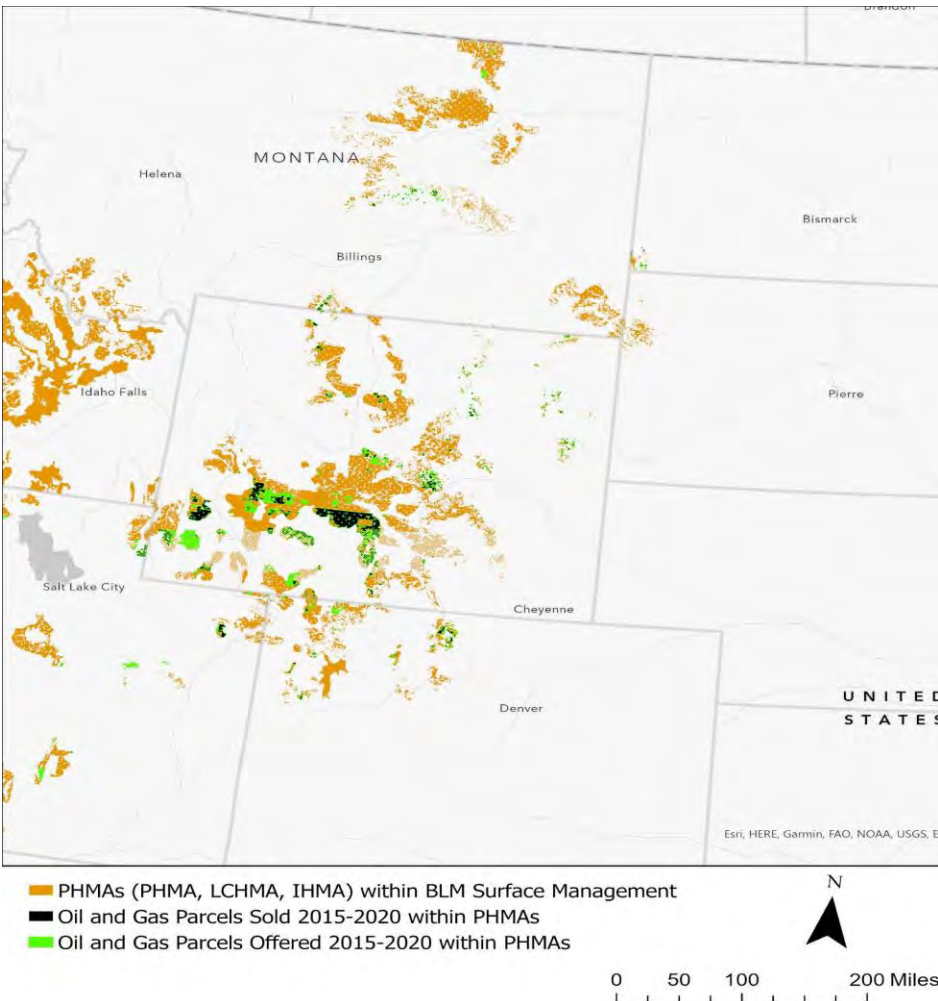 Brandon
MONTANA
Helena
Bismarck
Billings
Idaho Falls
Pierre
Salt Lake City
Cheyenne
Denver
UNITED
STATES
Esri, HERE, Garmin, FAO, NOAA, USGS, E
PHMAs (PHMA, LCHMA, IHMA) within BLM Surface Management
Oil and Gas Parcels Sold 2015-2020 within PHMAs
Oil and Gas Parcels Offered 2015-2020 within PHMAs
N
0 50 100 200 Miles